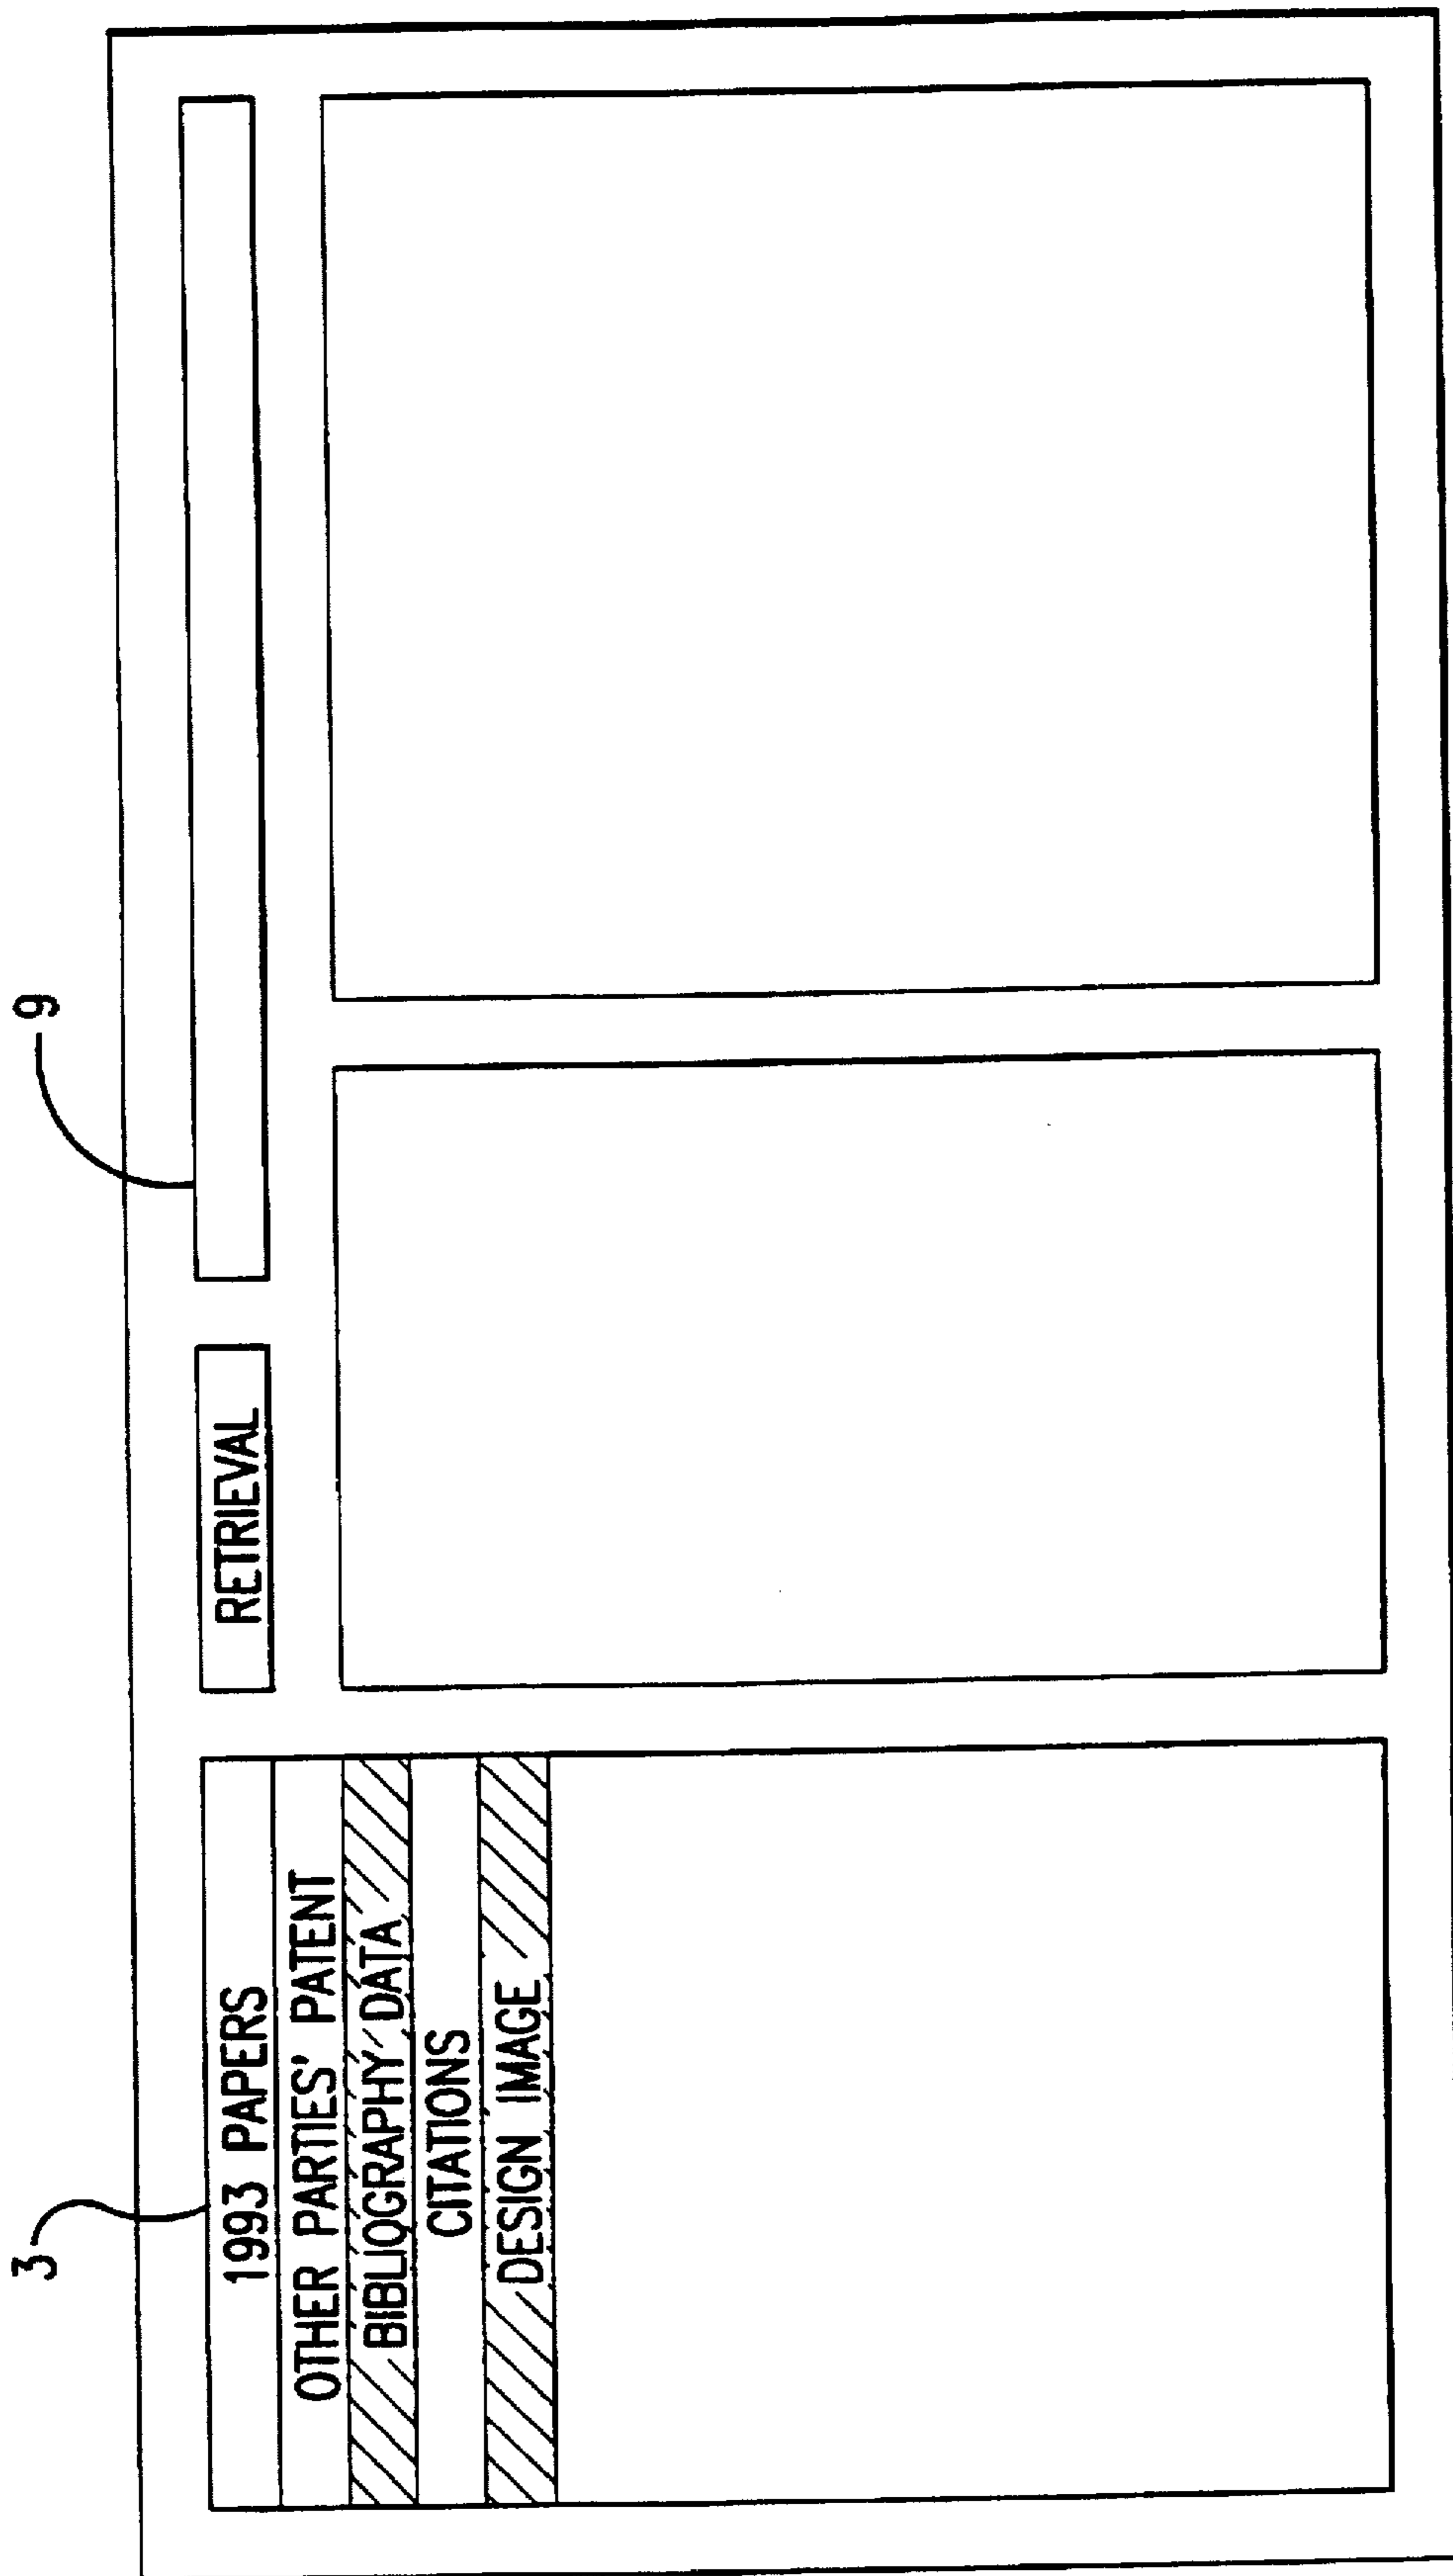 3
9
1993 PAPERS
RETRIEVAL
OTHER PARTIES' PATENT
BIBLIOGRAPHY DATA
CITATIONS
DESIGN IMAGE